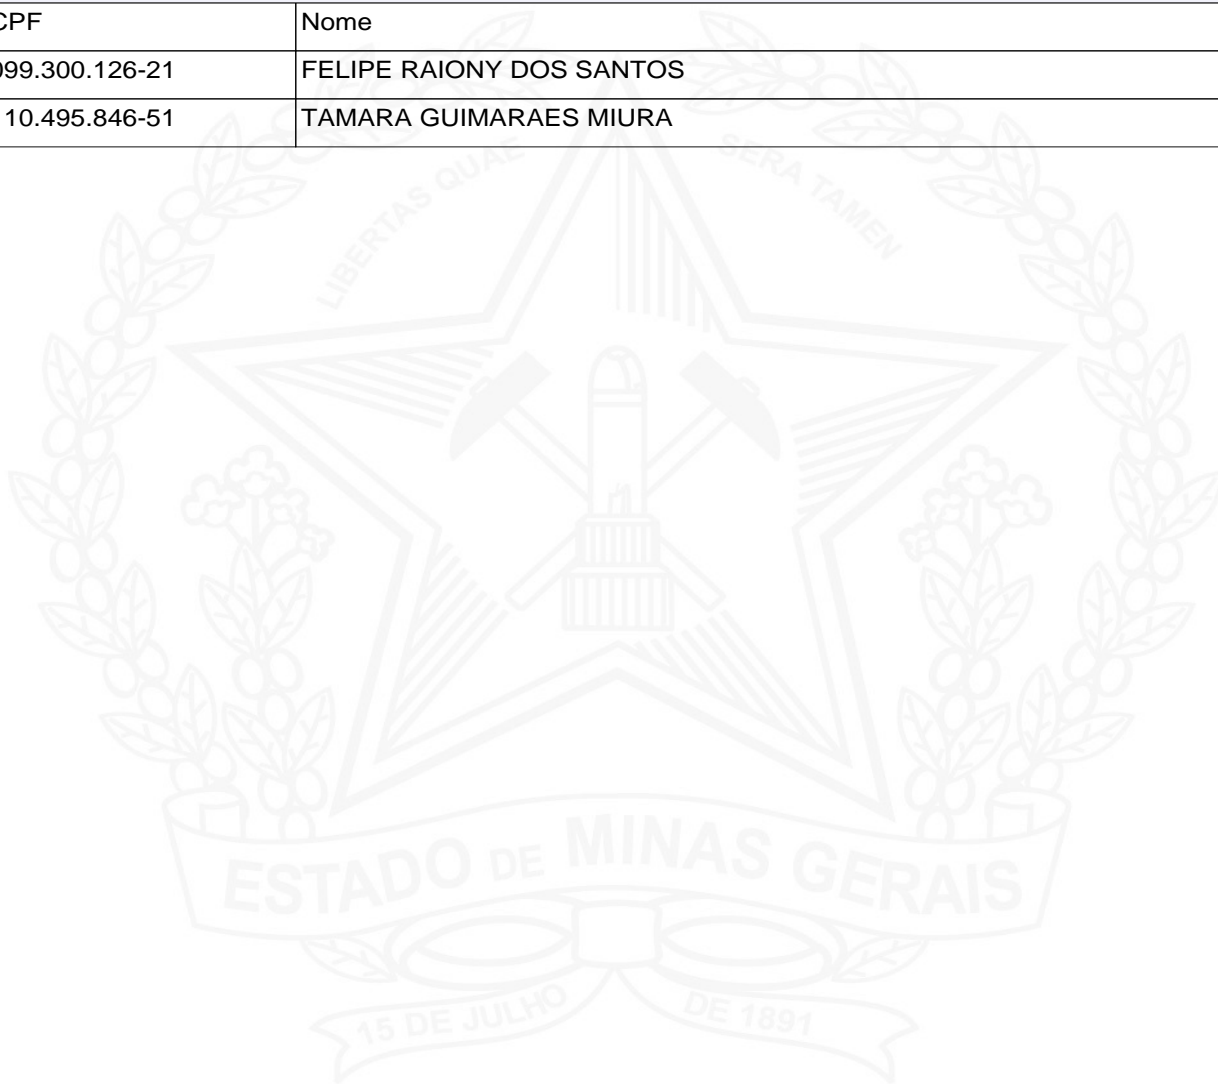 CPF Nome
099.300.126-21 FELIPE RAIONY DOS SANTOS
10.495.846-51 TAMARA GUIMARAES MIURA
LIBERTAS QUAE SERA TAMEN
ESTADO DE MINAS GERAIS
15 DE JULHO DE 1891